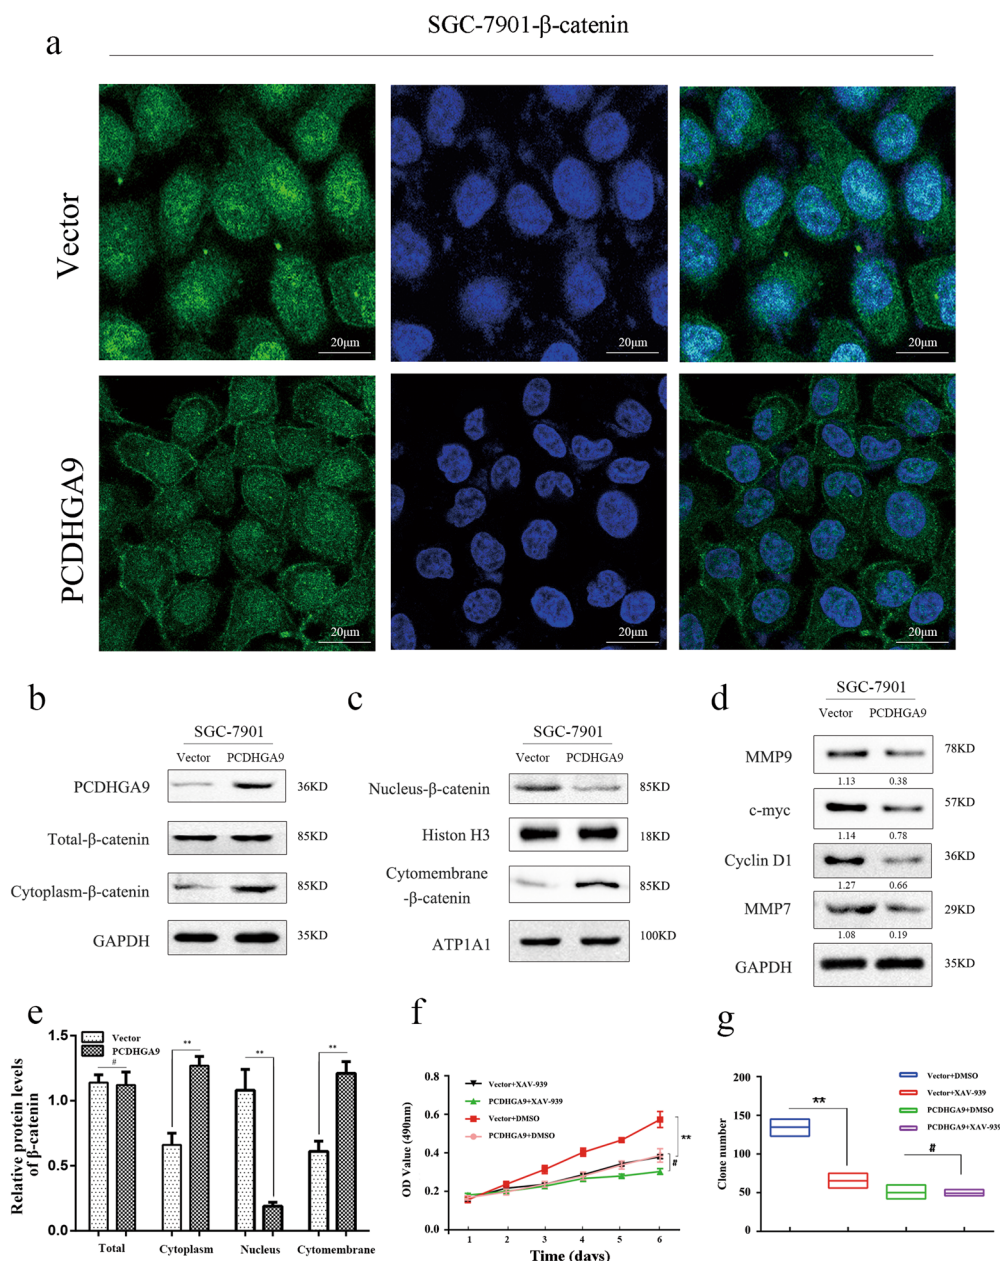 SGC-7901-β-catenin
a
Vector
20μm
20μm
20μm
PCDHGA9
20μm
20μm
20μm
b
SGC-7901
Vector PCDHGA9
PCDHGA9 36KD
Total-β-catenin 85KD
Cytoplasm-β-catenin 85KD
GAPDH 35KD
c
SGC-7901
Vector PCDHGA9
Nucleus-β-catenin 85KD
Histon H3 18KD
Cytomembrane
-β-catenin 85KD
ATP1A1 100KD
d
SGC-7901
Vector PCDHGA9
MMP9 78KD
1.13 0.38
c-myc 57KD
1.14 0.78
Cyclin D1 36KD
1.27 0.66
MMP7 29KD
1.08 0.19
GAPDH 35KD
e
Relative protein levels
of β-catenin
1.5
1.0
0.5
0.0
Vector
PCDHGA9
#
**
**
**
Total Cytoplasm Nucleus Cytomembrane
f
OD Value (490nm)
0.8
0.6
0.4
0.2
0.0
Vector+XAV-939
PCDHGA9+XAV-939
Vector+DMSO
PCDHGA9+DMSO
**
#
1 2 3 4 5 6
Time (days)
g
Clone number
200
150
100
50
0
Vector+DMSO
Vector+XAV-939
PCDHGA9+DMSO
PCDHGA9+XAV-939
**
#